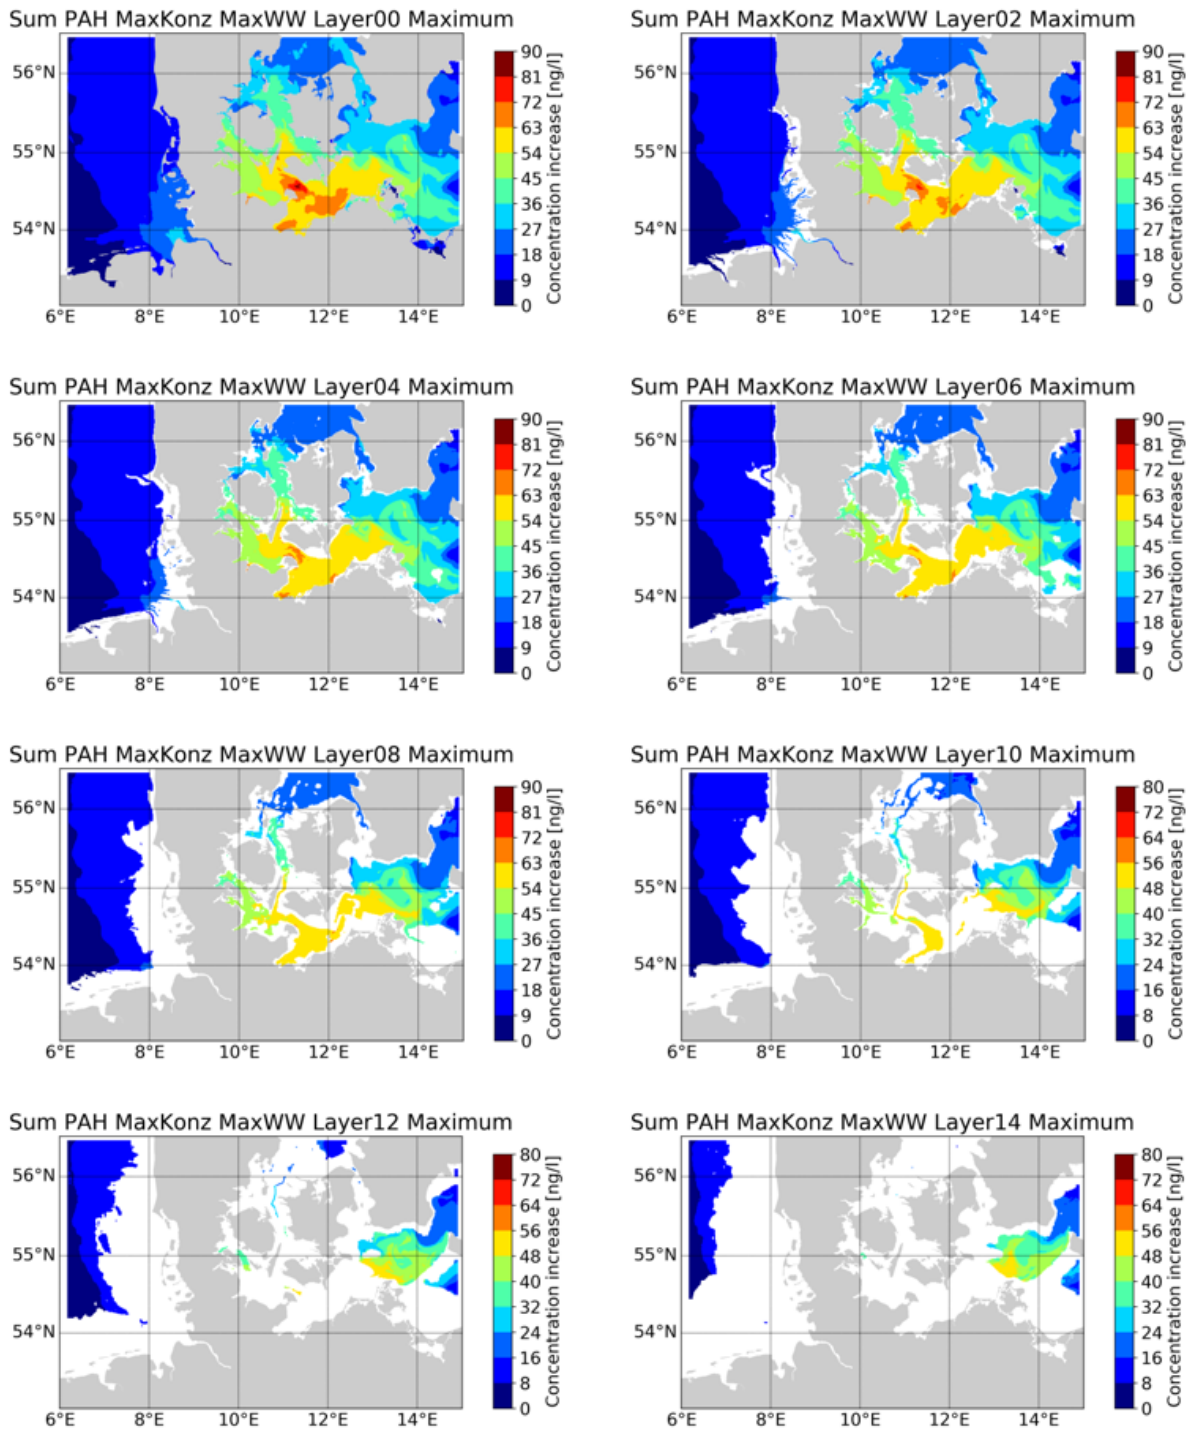 Sum PAH MaxKonz MaxWW Layer00 Maximum
56°N
55°N
54°N
6°E 8°E 10°E 12°E 14°E
90
81
72
63
54
45
36
27
18
9
0
Concentration increase [ng/l]
Sum PAH MaxKonz MaxWW Layer02 Maximum
56°N
55°N
54°N
6°E 8°E 10°E 12°E 14°E
90
81
72
63
54
45
36
27
18
9
0
Concentration increase [ng/l]
Sum PAH MaxKonz MaxWW Layer04 Maximum
56°N
55°N
54°N
6°E 8°E 10°E 12°E 14°E
90
81
72
63
54
45
36
27
18
9
0
Concentration increase [ng/l]
Sum PAH MaxKonz MaxWW Layer06 Maximum
56°N
55°N
54°N
6°E 8°E 10°E 12°E 14°E
90
81
72
63
54
45
36
27
18
9
0
Concentration increase [ng/l]
Sum PAH MaxKonz MaxWW Layer08 Maximum
56°N
55°N
54°N
6°E 8°E 10°E 12°E 14°E
90
81
72
63
54
45
36
27
18
9
0
Concentration increase [ng/l]
Sum PAH MaxKonz MaxWW Layer10 Maximum
56°N
55°N
54°N
6°E 8°E 10°E 12°E 14°E
80
72
64
56
48
40
32
24
16
8
0
Concentration increase [ng/l]
Sum PAH MaxKonz MaxWW Layer12 Maximum
56°N
55°N
54°N
6°E 8°E 10°E 12°E 14°E
80
72
64
56
48
40
32
24
16
8
0
Concentration increase [ng/l]
Sum PAH MaxKonz MaxWW Layer14 Maximum
56°N
55°N
54°N
6°E 8°E 10°E 12°E 14°E
80
72
64
56
48
40
32
24
16
8
0
Concentration increase [ng/l]